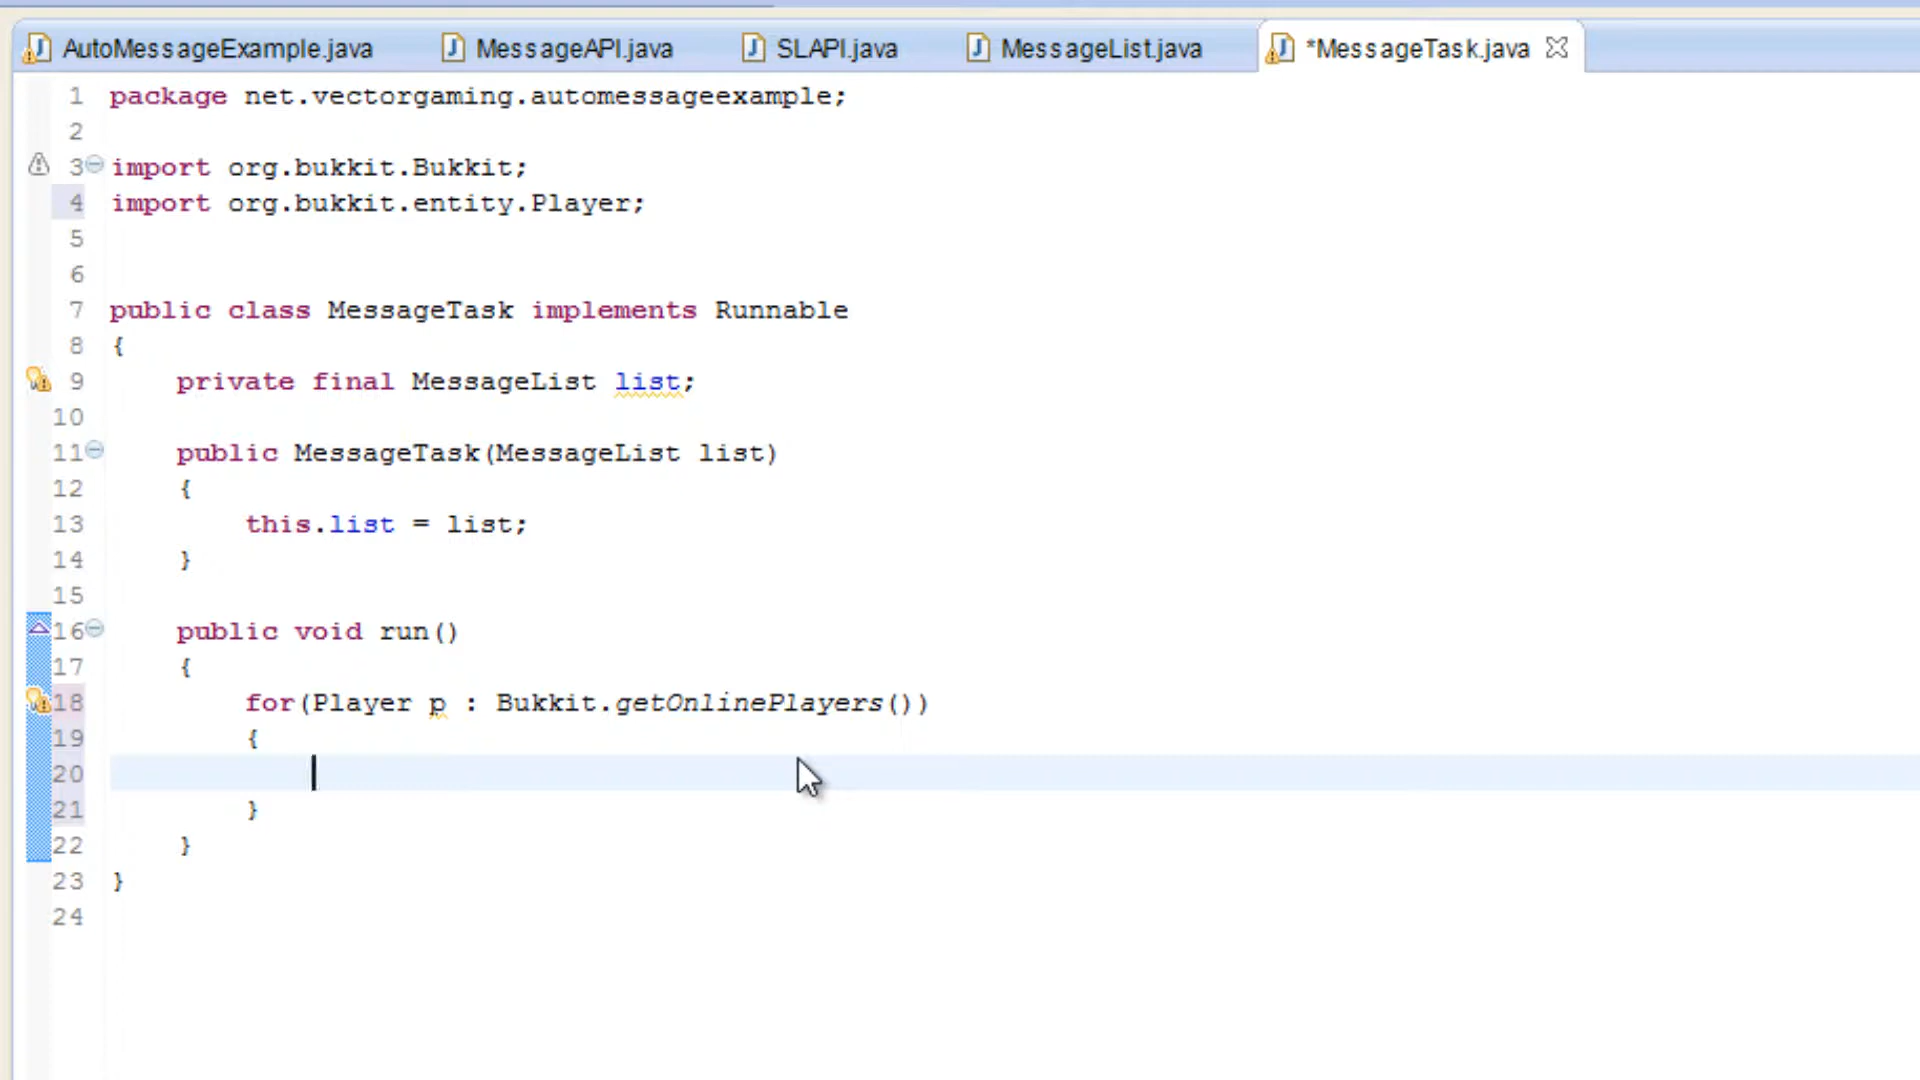 AutoMessageExample.java MessageAPI.java SLAPI.java MessageList.java *MessageTask.java
1 package net.vectorgaming.automessageexample;
2
3 import org.bukkit.Bukkit;
4 import org.bukkit.entity.Player;
5
6
7 public class MessageTask implements Runnable
8 {
9 private final MessageList list;
10
11 public MessageTask(MessageList list)
12 {
13 this.list = list;
14 }
15
16 public void run()
17 {
18 for(Player p : Bukkit.getOnlinePlayers())
19 {
20
21 }
22 }
23 }
24